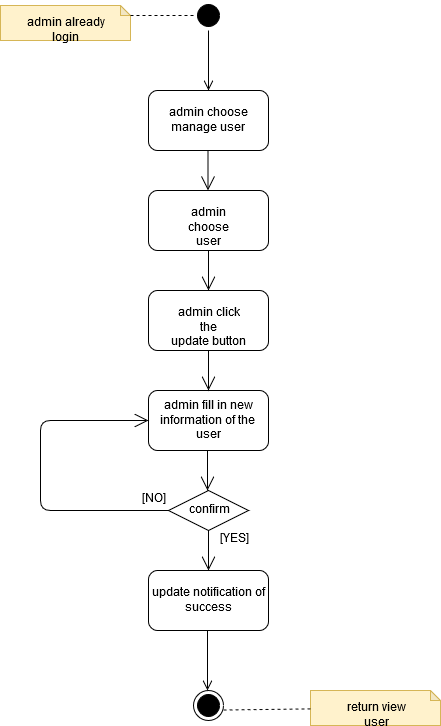 admin already
login
admin choose
manage user
admin
choose
user
admin click
the
update button
admin fill in new
information of the
user
confirm
[NO]
[YES]
update notification of
success
return view
user